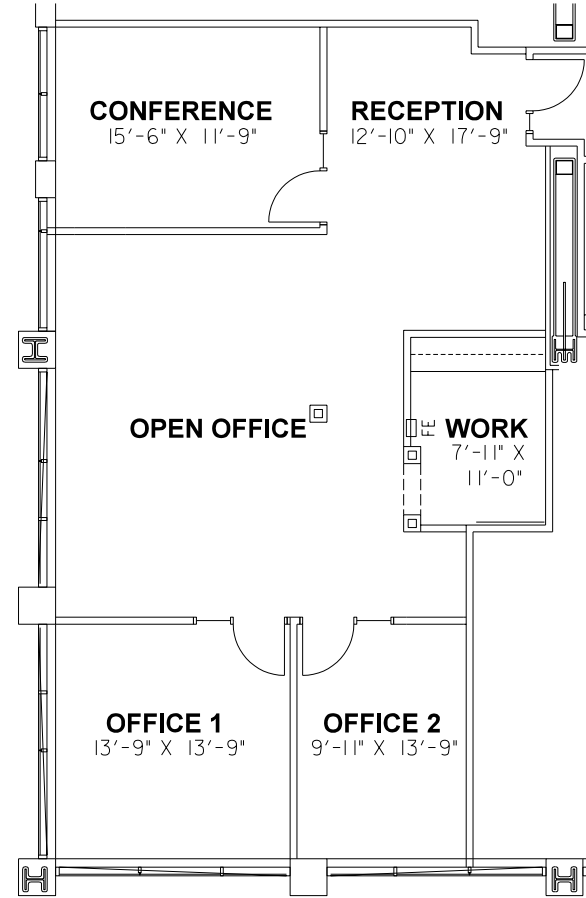 CONFERENCE
15'-6" X 11'-9"
RECEPTION
12'-10" X 17'-9"
OPEN OFFICE
FE
WORK
7'-11" X
11'-0"
OFFICE 1
13'-9" X 13'-9"
OFFICE 2
9'-11" X 13'-9"